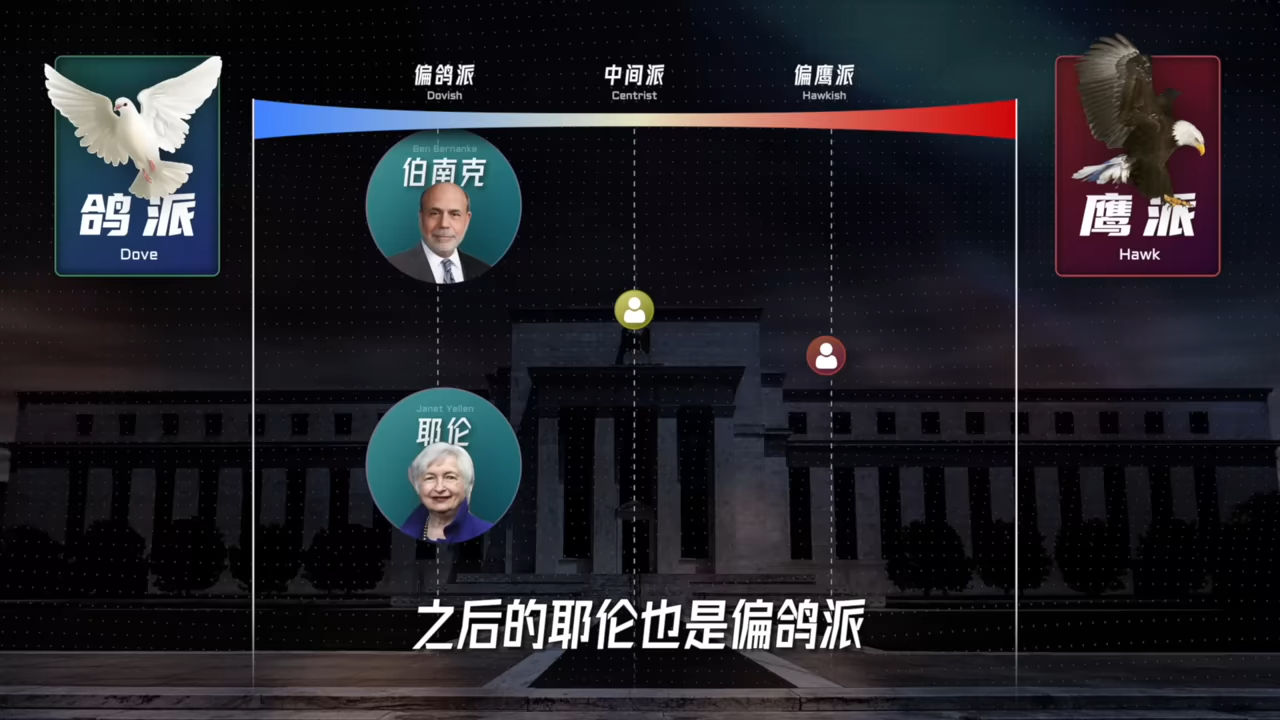 偏鸽派
Dovish
中间派
Centrist
偏鹰派
Hawkish
鸽派
Dove
鹰派
Hawk
Ben Bernanke
伯南克
Janet Yellen
耶伦
之后的耶伦也是偏鸽派